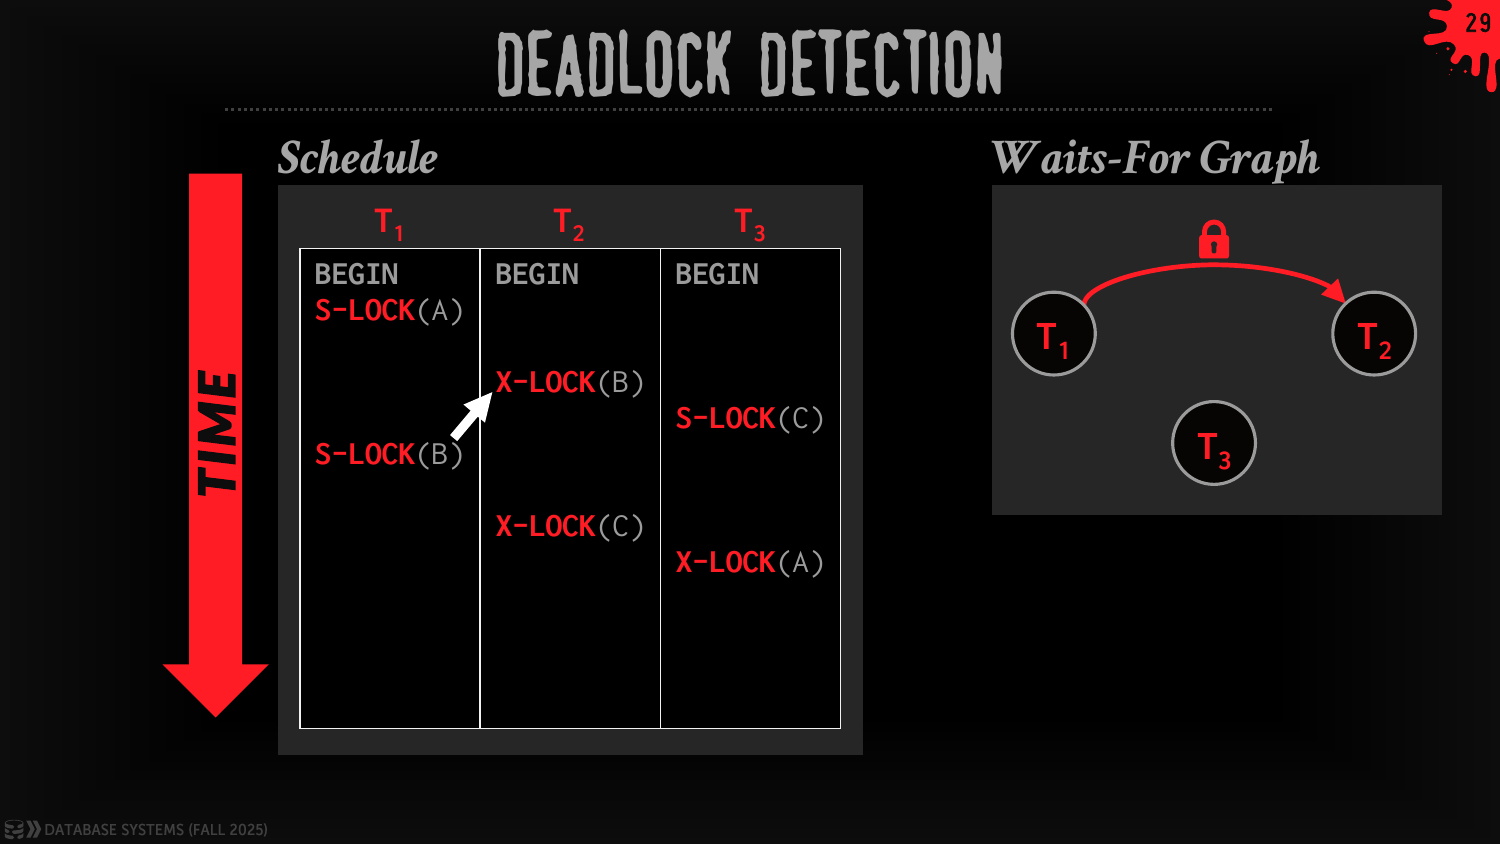 29
DEADLOCK DETECTION
Schedule
Waits-For Graph
TIME
T1 T2 T3
BEGIN BEGIN BEGIN
S-LOCK(A)
X-LOCK(B)
S-LOCK(C)
S-LOCK(B)
X-LOCK(C)
X-LOCK(A)
T1 T2
T3
DATABASE SYSTEMS (FALL 2025)